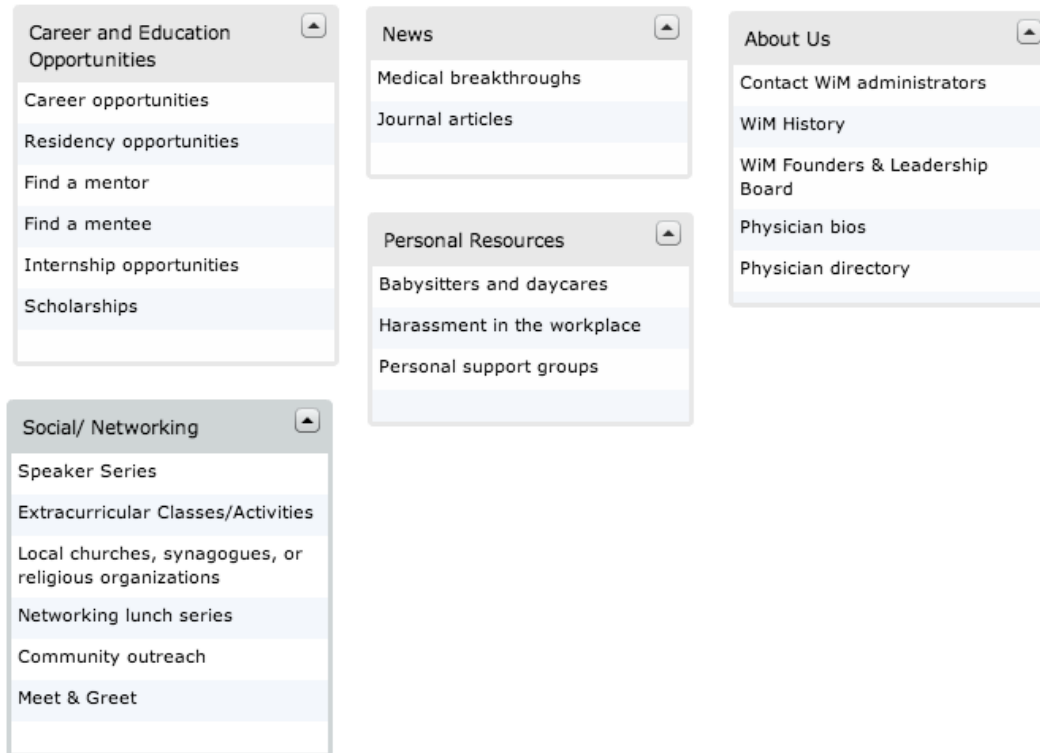 Career and Education
Opportunities
Career opportunities
Residency opportunities
Find a mentor
Find a mentee
Internship opportunities
Scholarships
Social/ Networking
Speaker Series
Extracurricular Classes/Activities
Local churches, synagogues, or
religious organizations
Networking lunch series
Community outreach
Meet & Greet
News
Medical breakthroughs
Journal articles
Personal Resources
Babysitters and daycares
Harassment in the workplace
Personal support groups
About Us
Contact WiM administrators
WiM History
WiM Founders & Leadership
Board
Physician bios
Physician directory